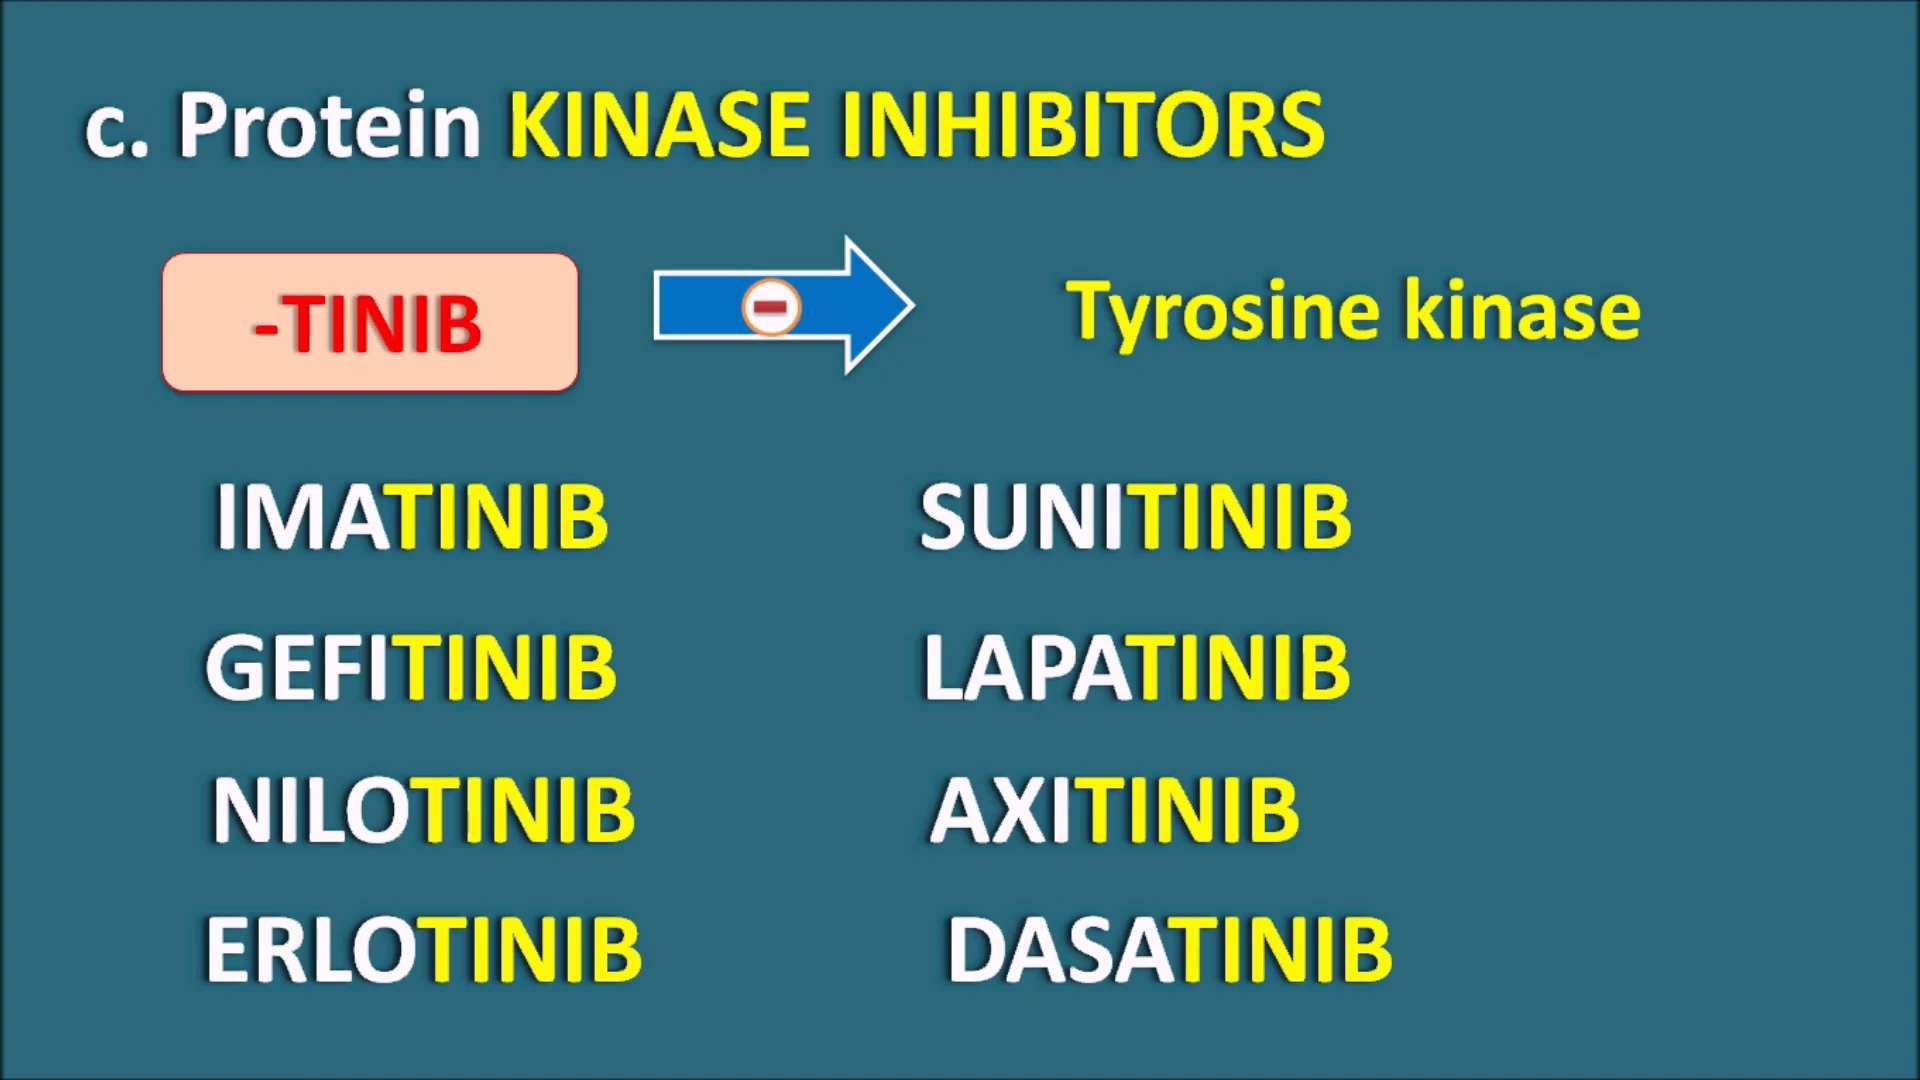 c. Protein KINASE INHIBITORS
-TINIB
Tyrosine kinase
IMATINIB SUNITINIB
GEFITINIB LAPATINIB
NILOTINIB AXITINIB
ERLOTINIB DASATINIB